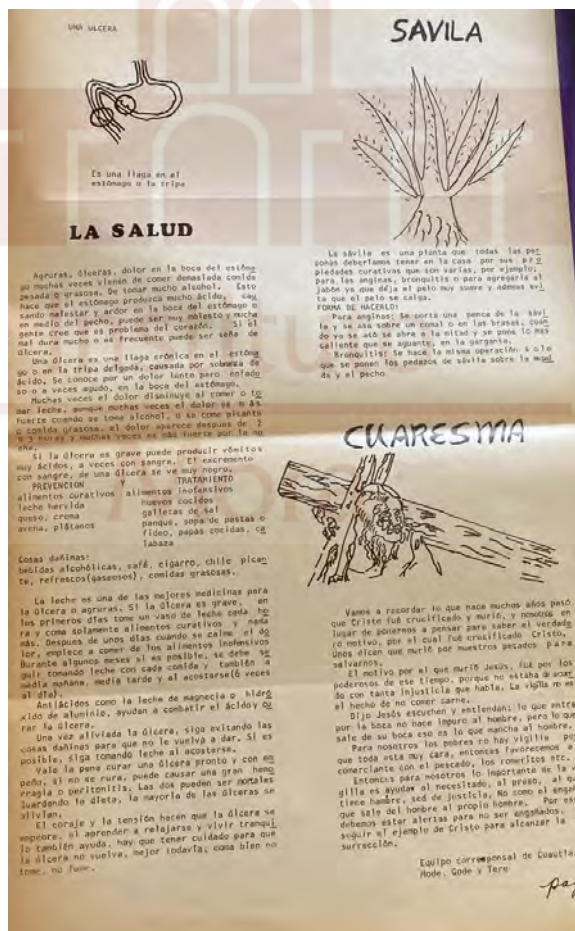 UNA ULCERA
Es una llaga en el
estómago o la tripa
LA SALUD
Agruras, úlceras, dolor en la boca del estóma
go muchas veces vienen de comer demasiada comida
pesada o grasosa. De tomar mucho alcohol. Esto
hace que el estómago produzca mucho ácido, cau
sando malestar y ardor en la boca del estómago o
en medio del pecho, puede ser muy molesto y mucha
gente cree que es problema del corazón. Si el
mal dura mucho o es frecuente puede ser seña de
úlcera.
Una úlcera es una llaga crónica en el estóma
go o en la tripa delgada, causada por sobrada de
ácido. Se conoce por un dolor lento pero enfado
so o a veces agudo, en la boca del estómago.
Muchas veces el dolor disminuye al comer o to
mar leche, aunque muchas veces el dolor es más
fuerte cuando se toma alcohol, o se come picante
o comida grasosa, el dolor aparece despues de 2
o 3 horas y muchas veces es más fuerte por la no
che.
Si la úlcera es grave puede producir vómitos
muy ácidos, a veces con sangre. El excremento
con sangre, de una úlcera se ve muy negro.
PREVENCION Y TRATAMIENTO
alimentos curativos alimentos inofensivos
leche hervida huevos cocidos
queso, crema galletas de sal
avena, plátanos panqué, sopa de pastas o
fideo, papas cocidas, ca
labaza
Cosas dañinas:
bebidas alcohólicas, café, cigarro, chile pican
te, refrescos(gaseosos), comidas grasosas.
La leche es una de las mejores medicinas para
la úlcera o agruras. Si la úlcera es grave, en
los primeros días tome un vaso de leche cada ho
ra y coma solamente alimentos curativos y nada
más. Despues de unos días cuando se calme el do
lor, empiece a comer de los alimentos inofensivos
Durante algunos meses si es posible, se debe se
guir tomando leche con cada comida y también a
media mañana, media tarde y al acostarse(6 veces
al día).
Antiácidos como la leche de magnecia o hidró
xido de aluminio, ayudan a combatir el ácido y cu
rar la úlcera.
Una vez aliviada la úlcera, siga evitando las
cosas dañinas para que no le vuelva a dar. Si es
posible, siga tomando leche al acostarse.
Vale la pena curar una úlcera pronto y con em
peño, si no se cura, puede causar una gran hemo
rragia o peritonitis. Las dos pueden ser mortales
Guardando la dieta, la mayoría de las úlceras se
alivian.
El coraje y la tensión hacen que la úlcera se
empeore, el aprender a relajarse y vivir tranqui
lo también ayuda, hay que tener cuidado para que
la úlcera no vuelva, mejor todavía, coma bien no
tome, no fume.
SAVILA
La sávila es una planta que todas las per
sonas deberíamos tener en la casa por sus pro
piedades curativas que son varias, por ejemplo;
para las anginas, bronquitis o para agregarla al
jabón ya que deja el pelo muy suave y además evi
ta que el pelo se caiga.
FORMA DE HACERLO:
Para anginas: Se corta una penca de la sávi
la y se asa sobre un comal o en las brasas, cuan
do ya se asó se abre a la mitad y se pone lo más
caliente que se aguante, en la garganta.
Bronquitis: Se hace la misma operación solo
que se ponen los pedazos de sávila sobre la espal
da y el pecho
CUARESMA
Vamos a recordar lo que hace muchos años pasó
que Cristo fué crucificado y murió, y nosotros en
lugar de ponernos a pensar para saber el verdade
ro motivo, por el cual fué crucificado Cristo,
Unos dicen que murió por nuestros pecados para
salvarnos.
El motivo por el que murió Jesús, fué por los
poderosos de ese tiempo, porque no estaba de acuer
do con tanta injusticia que había. La vigilia no es
el hecho de no comer carne.
Dijo Jesús escuchen y entiendan: lo que entra
por la boca no hace impuro al hombre, pero lo que
sale de su boca eso es lo que mancha al hombre.
Para nosotros los pobres no hay vigilia
que toda esta muy cara, entonces favorecemos a
comerciante con el pescado, los romeritos etc.
Entonces para nosotros lo importante de la vi
gilia es ayudar al necesitado, al preso, al qu
tiene hambre, sed de justicia. No como el engañ
que sale del hombre al propio hombre. Por es
debemos estar alertas para no ser engañados.
seguir el ejemplo de Cristo para alcanzar la
surrección.
Equipo corresponsal de Cuautla
Mode, Gode y Tere